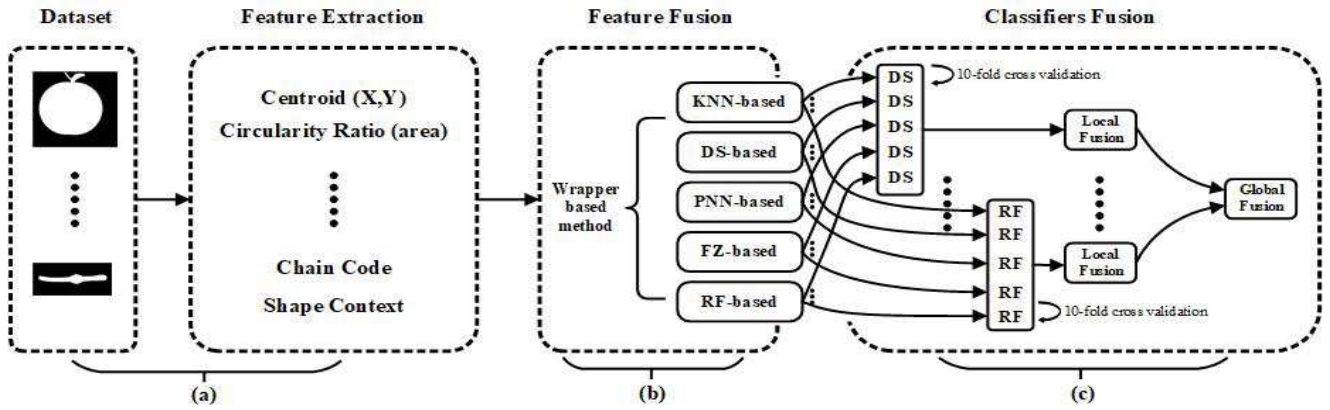 Dataset
Feature Extraction
Feature Fusion
Classifiers Fusion
Centroid (X,Y)
Circularity Ratio (area)
Chain Code
Shape Context
Wrapper
based
method
KNN-based
DS-based
PNN-based
FZ-based
RF-based
DS
DS
DS
DS
DS
10-fold cross validation
RF
RF
RF
RF
RF
10-fold cross validation
Local
Fusion
Local
Fusion
Global
Fusion
(a)
(b)
(c)